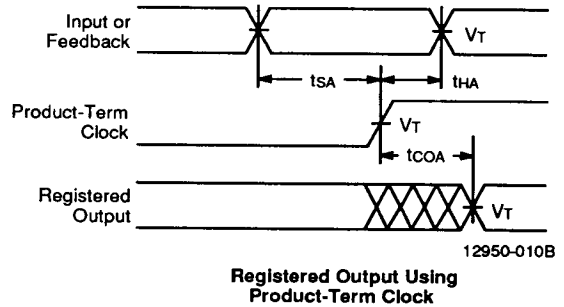 Input or
Feedback
VT
tSA
tHA
Product-Term
Clock
VT
tCOA
Registered
Output
VT
12950-010B
Registered Output Using
Product-Term Clock